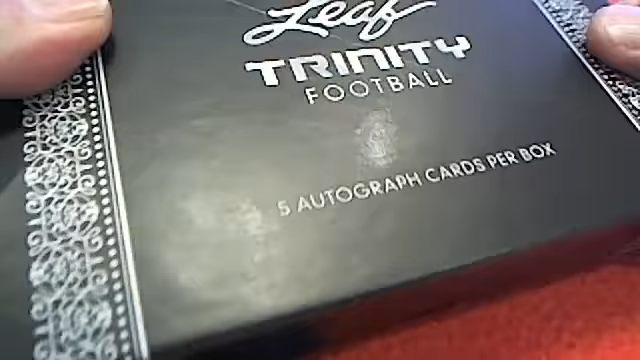 Leaf
TRINITY
FOOTBALL
5 AUTOGRAPH CARDS PER BOX